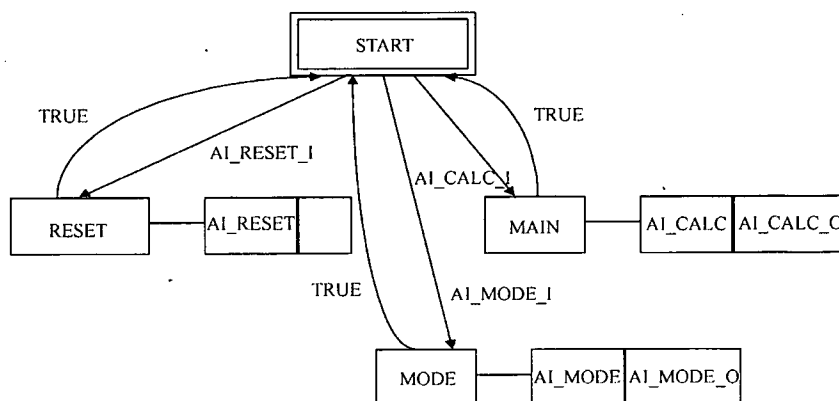 START
TRUE
TRUE
AI_RESET_I
AI_CALC_I
RESET
AI_RESET
MAIN
AI_CALC
AI_CALC_O
TRUE
AI_MODE_I
MODE
AI_MODE
AI_MODE_O